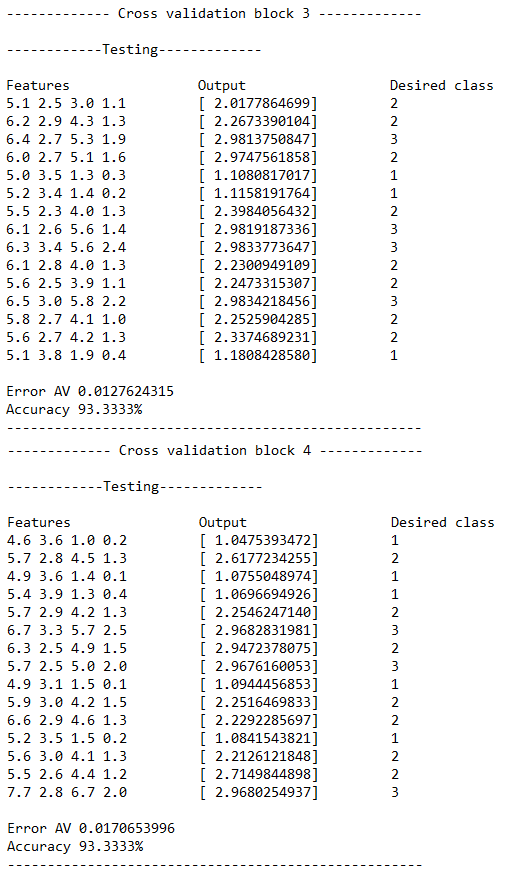 ------------- Cross validation block 3 -------------
------------Testing-------------
Features Output Desired class
5.1 2.5 3.0 1.1 [ 2.0177864699] 2
6.2 2.9 4.3 1.3 [ 2.2673390104] 2
6.4 2.7 5.3 1.9 [ 2.9813750847] 3
6.0 2.7 5.1 1.6 [ 2.9747561858] 2
5.0 3.5 1.3 0.3 [ 1.1080817017] 1
5.2 3.4 1.4 0.2 [ 1.1158191764] 1
5.5 2.3 4.0 1.3 [ 2.3984056432] 2
6.1 2.6 5.6 1.4 [ 2.9819187336] 3
6.3 3.4 5.6 2.4 [ 2.9833773647] 3
6.1 2.8 4.0 1.3 [ 2.2300949109] 2
5.6 2.5 3.9 1.1 [ 2.2473315307] 2
6.5 3.0 5.8 2.2 [ 2.9834218456] 3
5.8 2.7 4.1 1.0 [ 2.2525904285] 2
5.6 2.7 4.2 1.3 [ 2.3374689231] 2
5.1 3.8 1.9 0.4 [ 1.1808428580] 1
Error AV 0.0127624315
Accuracy 93.3333%
----------------------------------------------------
------------- Cross validation block 4 -------------
------------Testing-------------
Features Output Desired class
4.6 3.6 1.0 0.2 [ 1.0475393472] 1
5.7 2.8 4.5 1.3 [ 2.6177234255] 2
4.9 3.6 1.4 0.1 [ 1.0755048974] 1
5.4 3.9 1.3 0.4 [ 1.0696694926] 1
5.7 2.9 4.2 1.3 [ 2.2546247140] 2
6.7 3.3 5.7 2.5 [ 2.9682831981] 3
6.3 2.5 4.9 1.5 [ 2.9472378075] 2
5.7 2.5 5.0 2.0 [ 2.9676160053] 3
4.9 3.1 1.5 0.1 [ 1.0944456853] 1
5.9 3.0 4.2 1.5 [ 2.2516469833] 2
6.6 2.9 4.6 1.3 [ 2.2292285697] 2
5.2 3.5 1.5 0.2 [ 1.0841543821] 1
5.6 3.0 4.1 1.3 [ 2.2126121848] 2
5.5 2.6 4.4 1.2 [ 2.7149844898] 2
7.7 2.8 6.7 2.0 [ 2.9680254937] 3
Error AV 0.0170653996
Accuracy 93.3333%
----------------------------------------------------